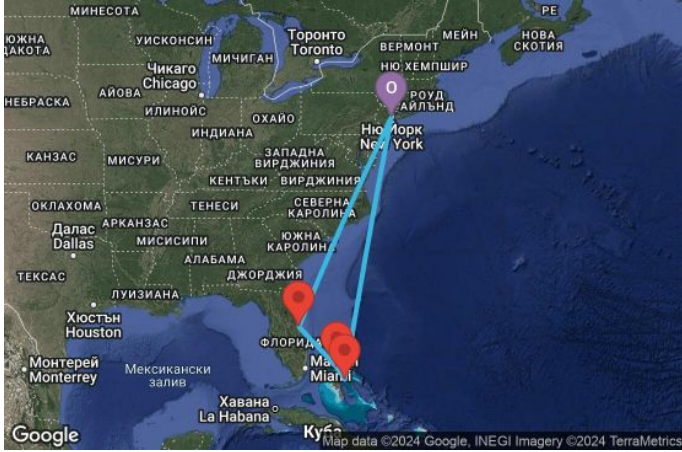 МИНЕСОТА
РЕ
ЮЖНА
ДАКОТА
УИСКОНСИН
МИЧИГАН
Торонто
Toronto
ВЕРМОНТ
МЕЙН
НОВА
СКОТИЯ
НЮ ХЕМПШИР
Чикаго
Chicago
НЕБРАСКА
АЙОВА
ИЛИНОЙС
ИНДИАНА
ОХАЙО
O
РОУД
АЙЛЪНД
Ню Йорк
New York
КАНЗАС
МИСУРИ
ЗАПАДНА
ВИРДЖИНИЯ
КЕНТЪКИ
ВИРДЖИНИЯ
ОКЛАХОМА
АРКАНЗАС
ТЕНЕСИ
СЕВЕРНА
КАРОЛИНА
Далас
Dallas
МИСИСИПИ
АЛАБАМА
ЮЖНА
КАРОЛИНА
ТЕКСАС
ДЖОРДЖИЯ
ЛУИЗИАНА
Хюстън
Houston
ФЛОРИДА
Miami
Монтерей
Monterrey
Мексикански
залив
Хавана
La Habana
Куба
Google
Map data ©2024 Google, INEGI Imagery ©2024 TerraMetrics